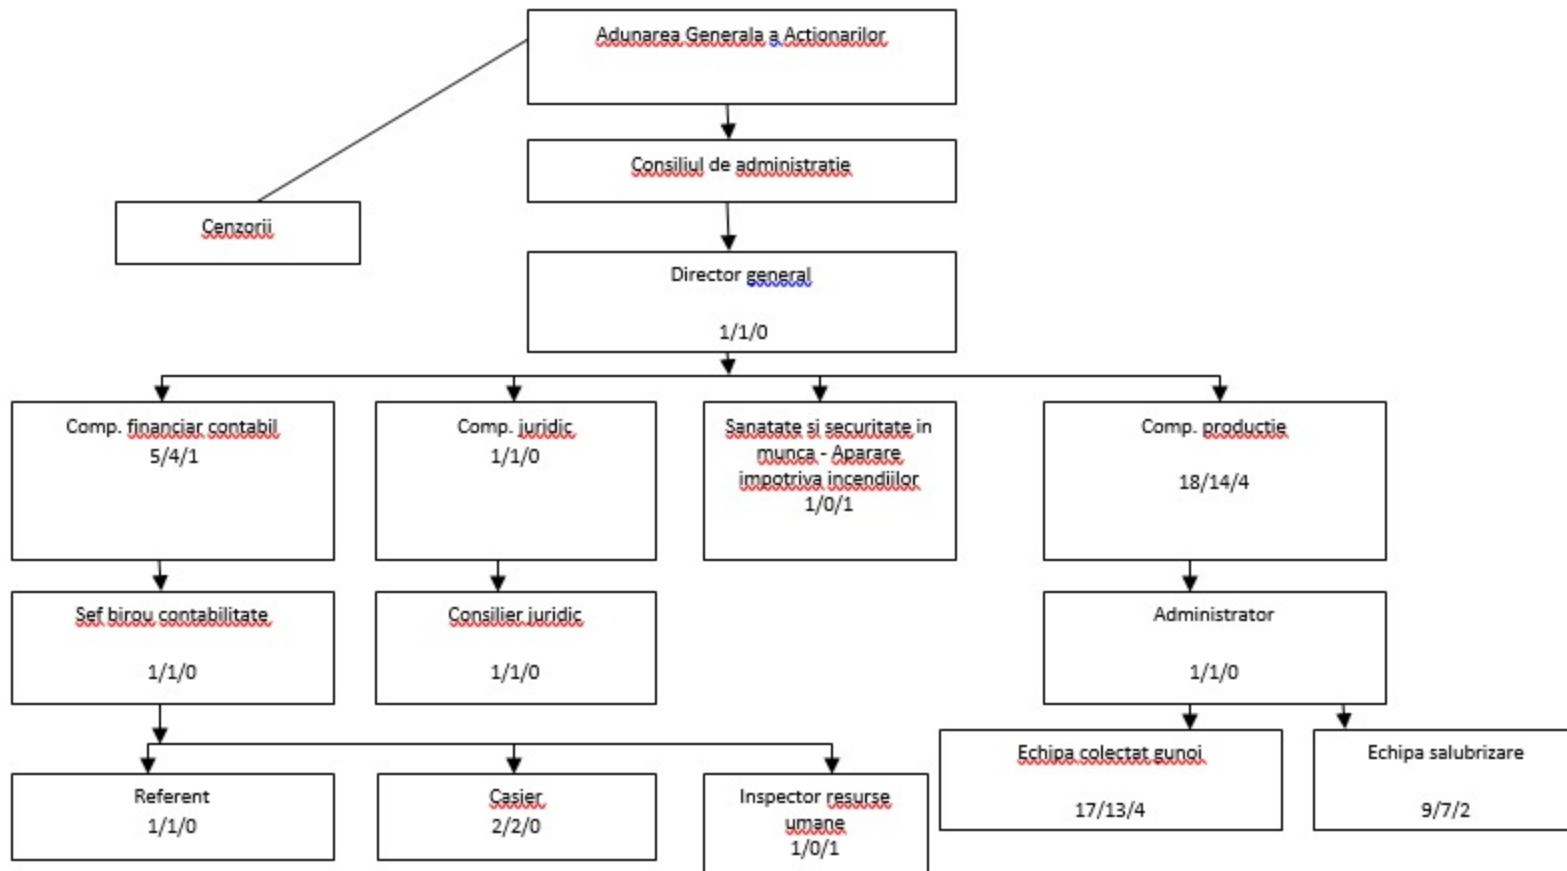 Adunarea Generala a Actionarilor
Consiliul de administratie
Cenzorii
Director general
1/1/0
Comp. financiar contabil
5/4/1
Comp. juridic
1/1/0
Sanatate si securitate in
munca - Aparare
impotriva incendiilor
1/0/1
Comp. productie
18/14/4
Sef birou contabilitate
1/1/0
Consilier juridic
1/1/0
Administrator
1/1/0
Echipa colectat gunoi
17/13/4
Echipa salubrizare
9/7/2
Referent
1/1/0
Casier
2/2/0
Inspector resurse
umane
1/0/1